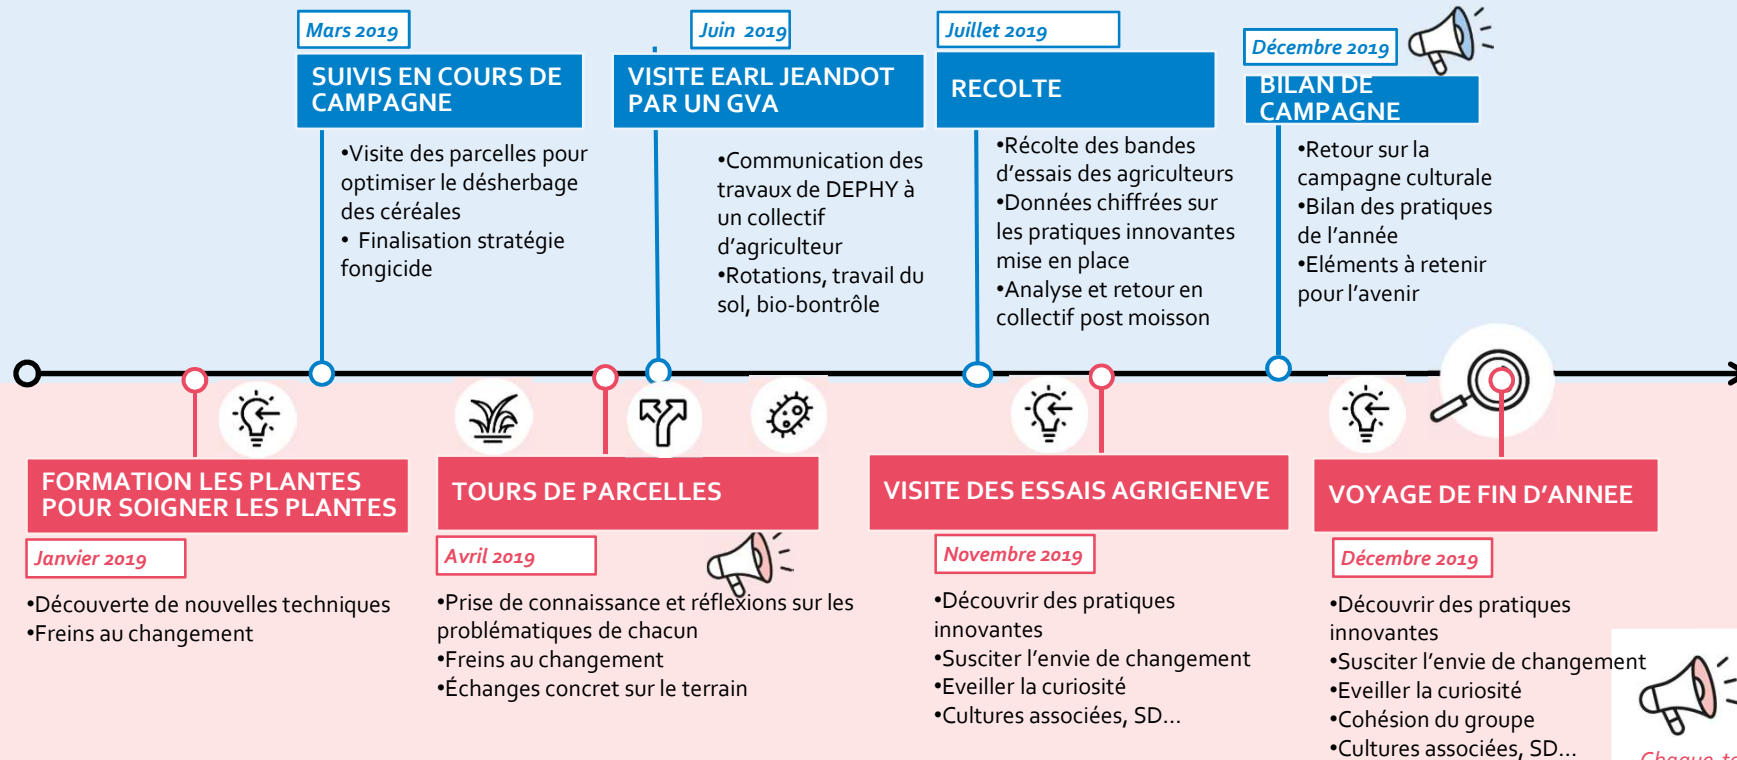 Mars 2019
SUIVIS EN COURS DE
CAMPAGNE
•Visite des parcelles pour
optimiser le désherbage
des céréales
• Finalisation stratégie
fongicide
Juin 2019
VISITE EARL JEANDOT
PAR UN GVA
•Communication des
travaux de DEPHY à
un collectif
d'agriculteur
•Rotations, travail du
sol, bio-bontrôle
Juillet 2019
RECOLTE
•Récolte des bandes
d'essais des agriculteurs
•Données chiffrées sur
les pratiques innovantes
mise en place
•Analyse et retour en
collectif post moisson
Décembre 2019
BILAN DE
CAMPAGNE
•Retour sur la
campagne culturale
•Bilan des pratiques
de l'année
•Eléments à retenir
pour l'avenir
FORMATION LES PLANTES
POUR SOIGNER LES PLANTES
Janvier 2019
•Découverte de nouvelles techniques
•Freins au changement
TOURS DE PARCELLES
Avril 2019
•Prise de connaissance et réflexions sur les
problématiques de chacun
•Freins au changement
•Échanges concret sur le terrain
VISITE DES ESSAIS AGRIGENEVE
Novembre 2019
•Découvrir des pratiques
innovantes
•Susciter l'envie de changement
•Eveiller la curiosité
•Cultures associées, SD...
VOYAGE DE FIN D'ANNEE
Décembre 2019
•Découvrir des pratiques
innovantes
•Susciter l'envie de changement
•Eveiller la curiosité
•Cohésion du groupe
•Cultures associées, SD...